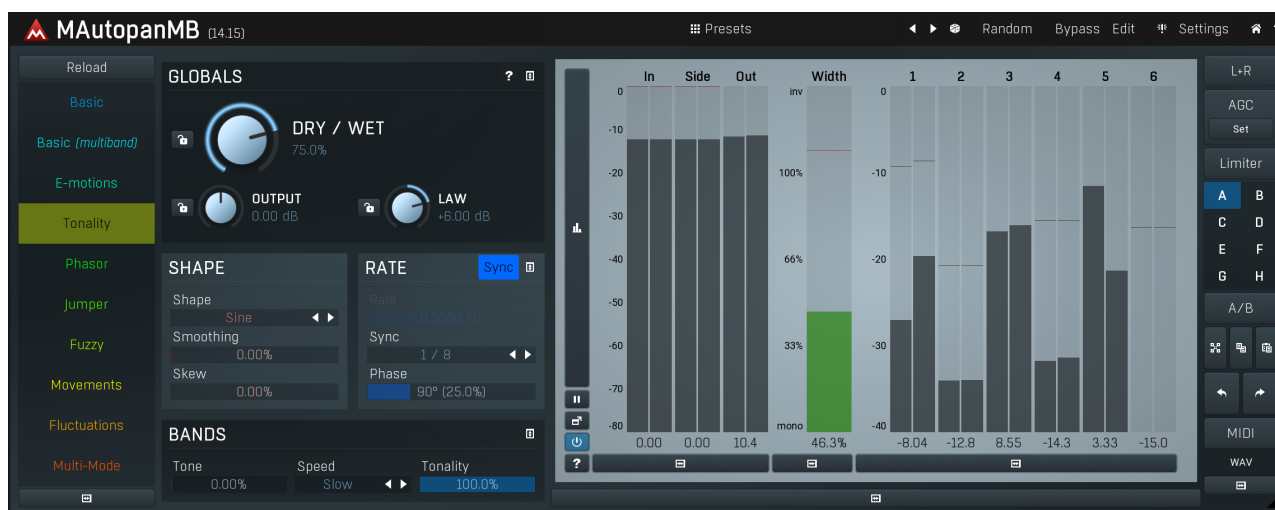 MAutopanMB (14.15) Presets Random Bypass Edit Settings
Reload
Basic
Basic (multiband)
E-motions
Tonality
Phasor
Jumper
Fuzzy
Movements
Fluctuations
Multi-Mode
GLOBALS ?
DRY / WET
75.0%
OUTPUT
0.00 dB
LAW
+6.00 dB
SHAPE
Shape
Sine
Smoothing
0.00%
Skew
0.00%
RATE Sync
Rate
Sync
1 / 8
Phase
90° (25.0%)
BANDS
Tone Speed Tonality
0.00% Slow 100.0%
?
In Side Out
0
-10
-20
-30
-40
-50
-60
-70
-80
0.00 0.00 10.4
Width
inv
100%
66%
33%
mono
46.3%
1 2 3 4 5 6
0
-10
-20
-30
-40
-8.04 -12.8 8.55 -14.3 3.33 -15.0
L+R
AGC
Set
Limiter
A B
C D
E F
G H
A/B
MIDI
WAV